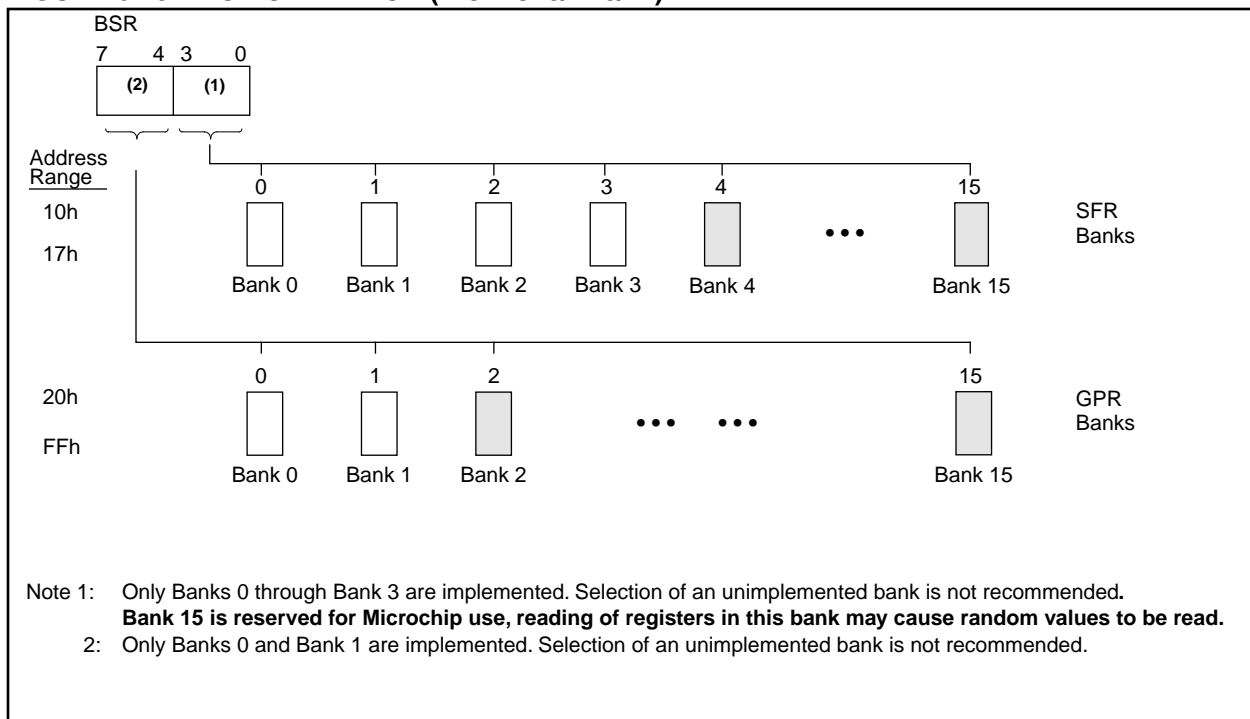 BSR
7 4 3 0
(2) (1)
Address
Range
0 1 2 3 4 15
10h
17h
SFR
Banks
•••
Bank 0 Bank 1 Bank 2 Bank 3 Bank 4 Bank 15
0 1 2 15
20h
FFh
GPR
Banks
••• •••
Bank 0 Bank 1 Bank 2 Bank 15
Note 1: Only Banks 0 through Bank 3 are implemented. Selection of an unimplemented bank is not recommended.
Bank 15 is reserved for Microchip use, reading of registers in this bank may cause random values to be read.
2: Only Banks 0 and Bank 1 are implemented. Selection of an unimplemented bank is not recommended.